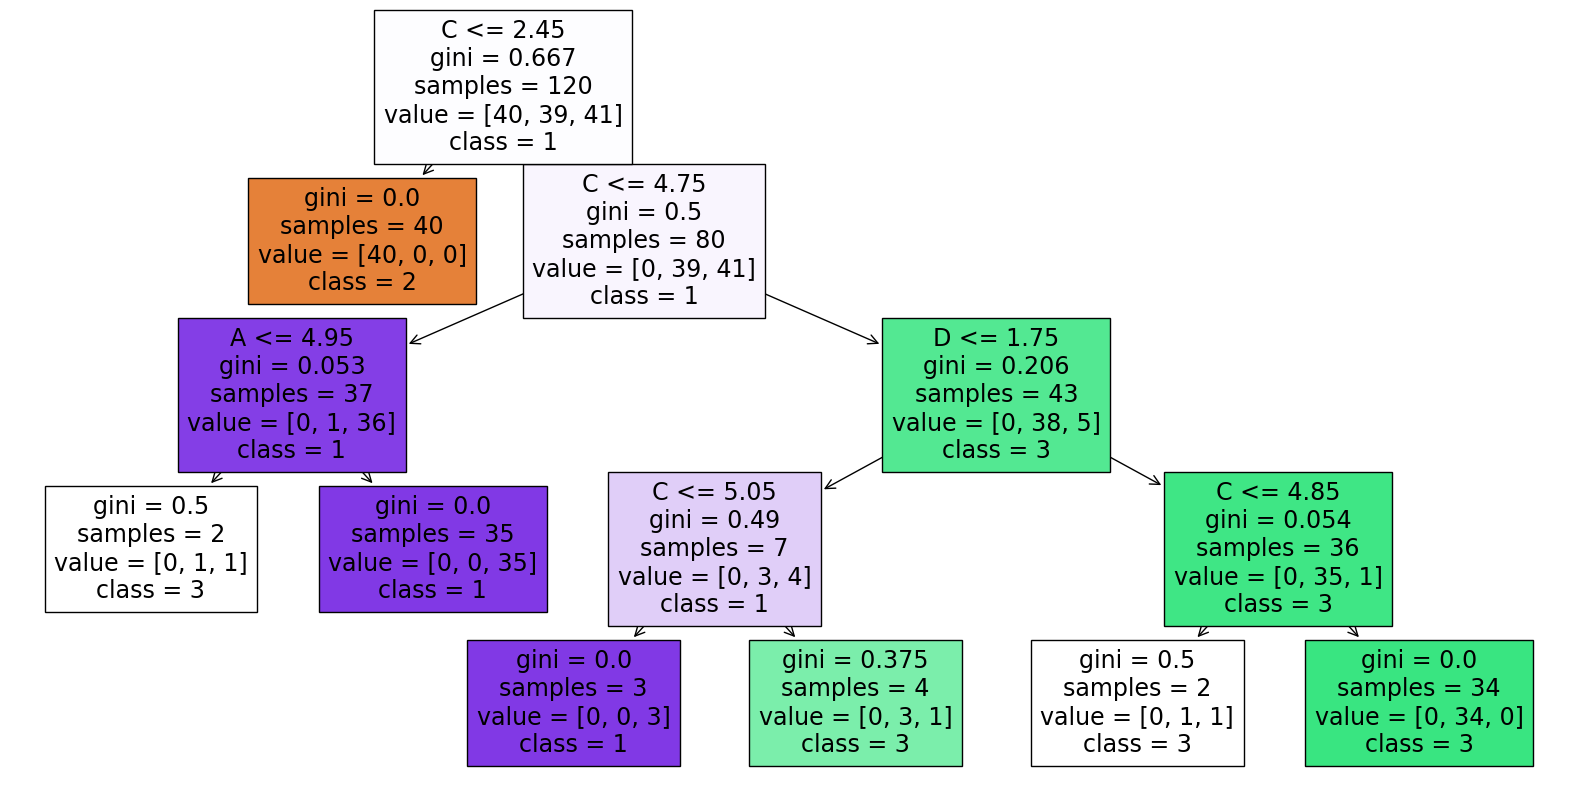 C <= 2.45
gini = 0.667
samples = 120
value = [40, 39, 41]
class = 1
gini = 0.0
samples = 40
value = [40, 0, 0]
class = 2
C <= 4.75
gini = 0.5
samples = 80
value = [0, 39, 41]
class = 1
A <= 4.95
gini = 0.053
samples = 37
value = [0, 1, 36]
class = 1
D <= 1.75
gini = 0.206
samples = 43
value = [0, 38, 5]
class = 3
gini = 0.5
samples = 2
value = [0, 1, 1]
class = 3
gini = 0.0
samples = 35
value = [0, 0, 35]
class = 1
C <= 5.05
gini = 0.49
samples = 7
value = [0, 3, 4]
class = 1
C <= 4.85
gini = 0.054
samples = 36
value = [0, 35, 1]
class = 3
gini = 0.0
samples = 3
value = [0, 0, 3]
class = 1
gini = 0.375
samples = 4
value = [0, 3, 1]
class = 3
gini = 0.5
samples = 2
value = [0, 1, 1]
class = 3
gini = 0.0
samples = 34
value = [0, 34, 0]
class = 3